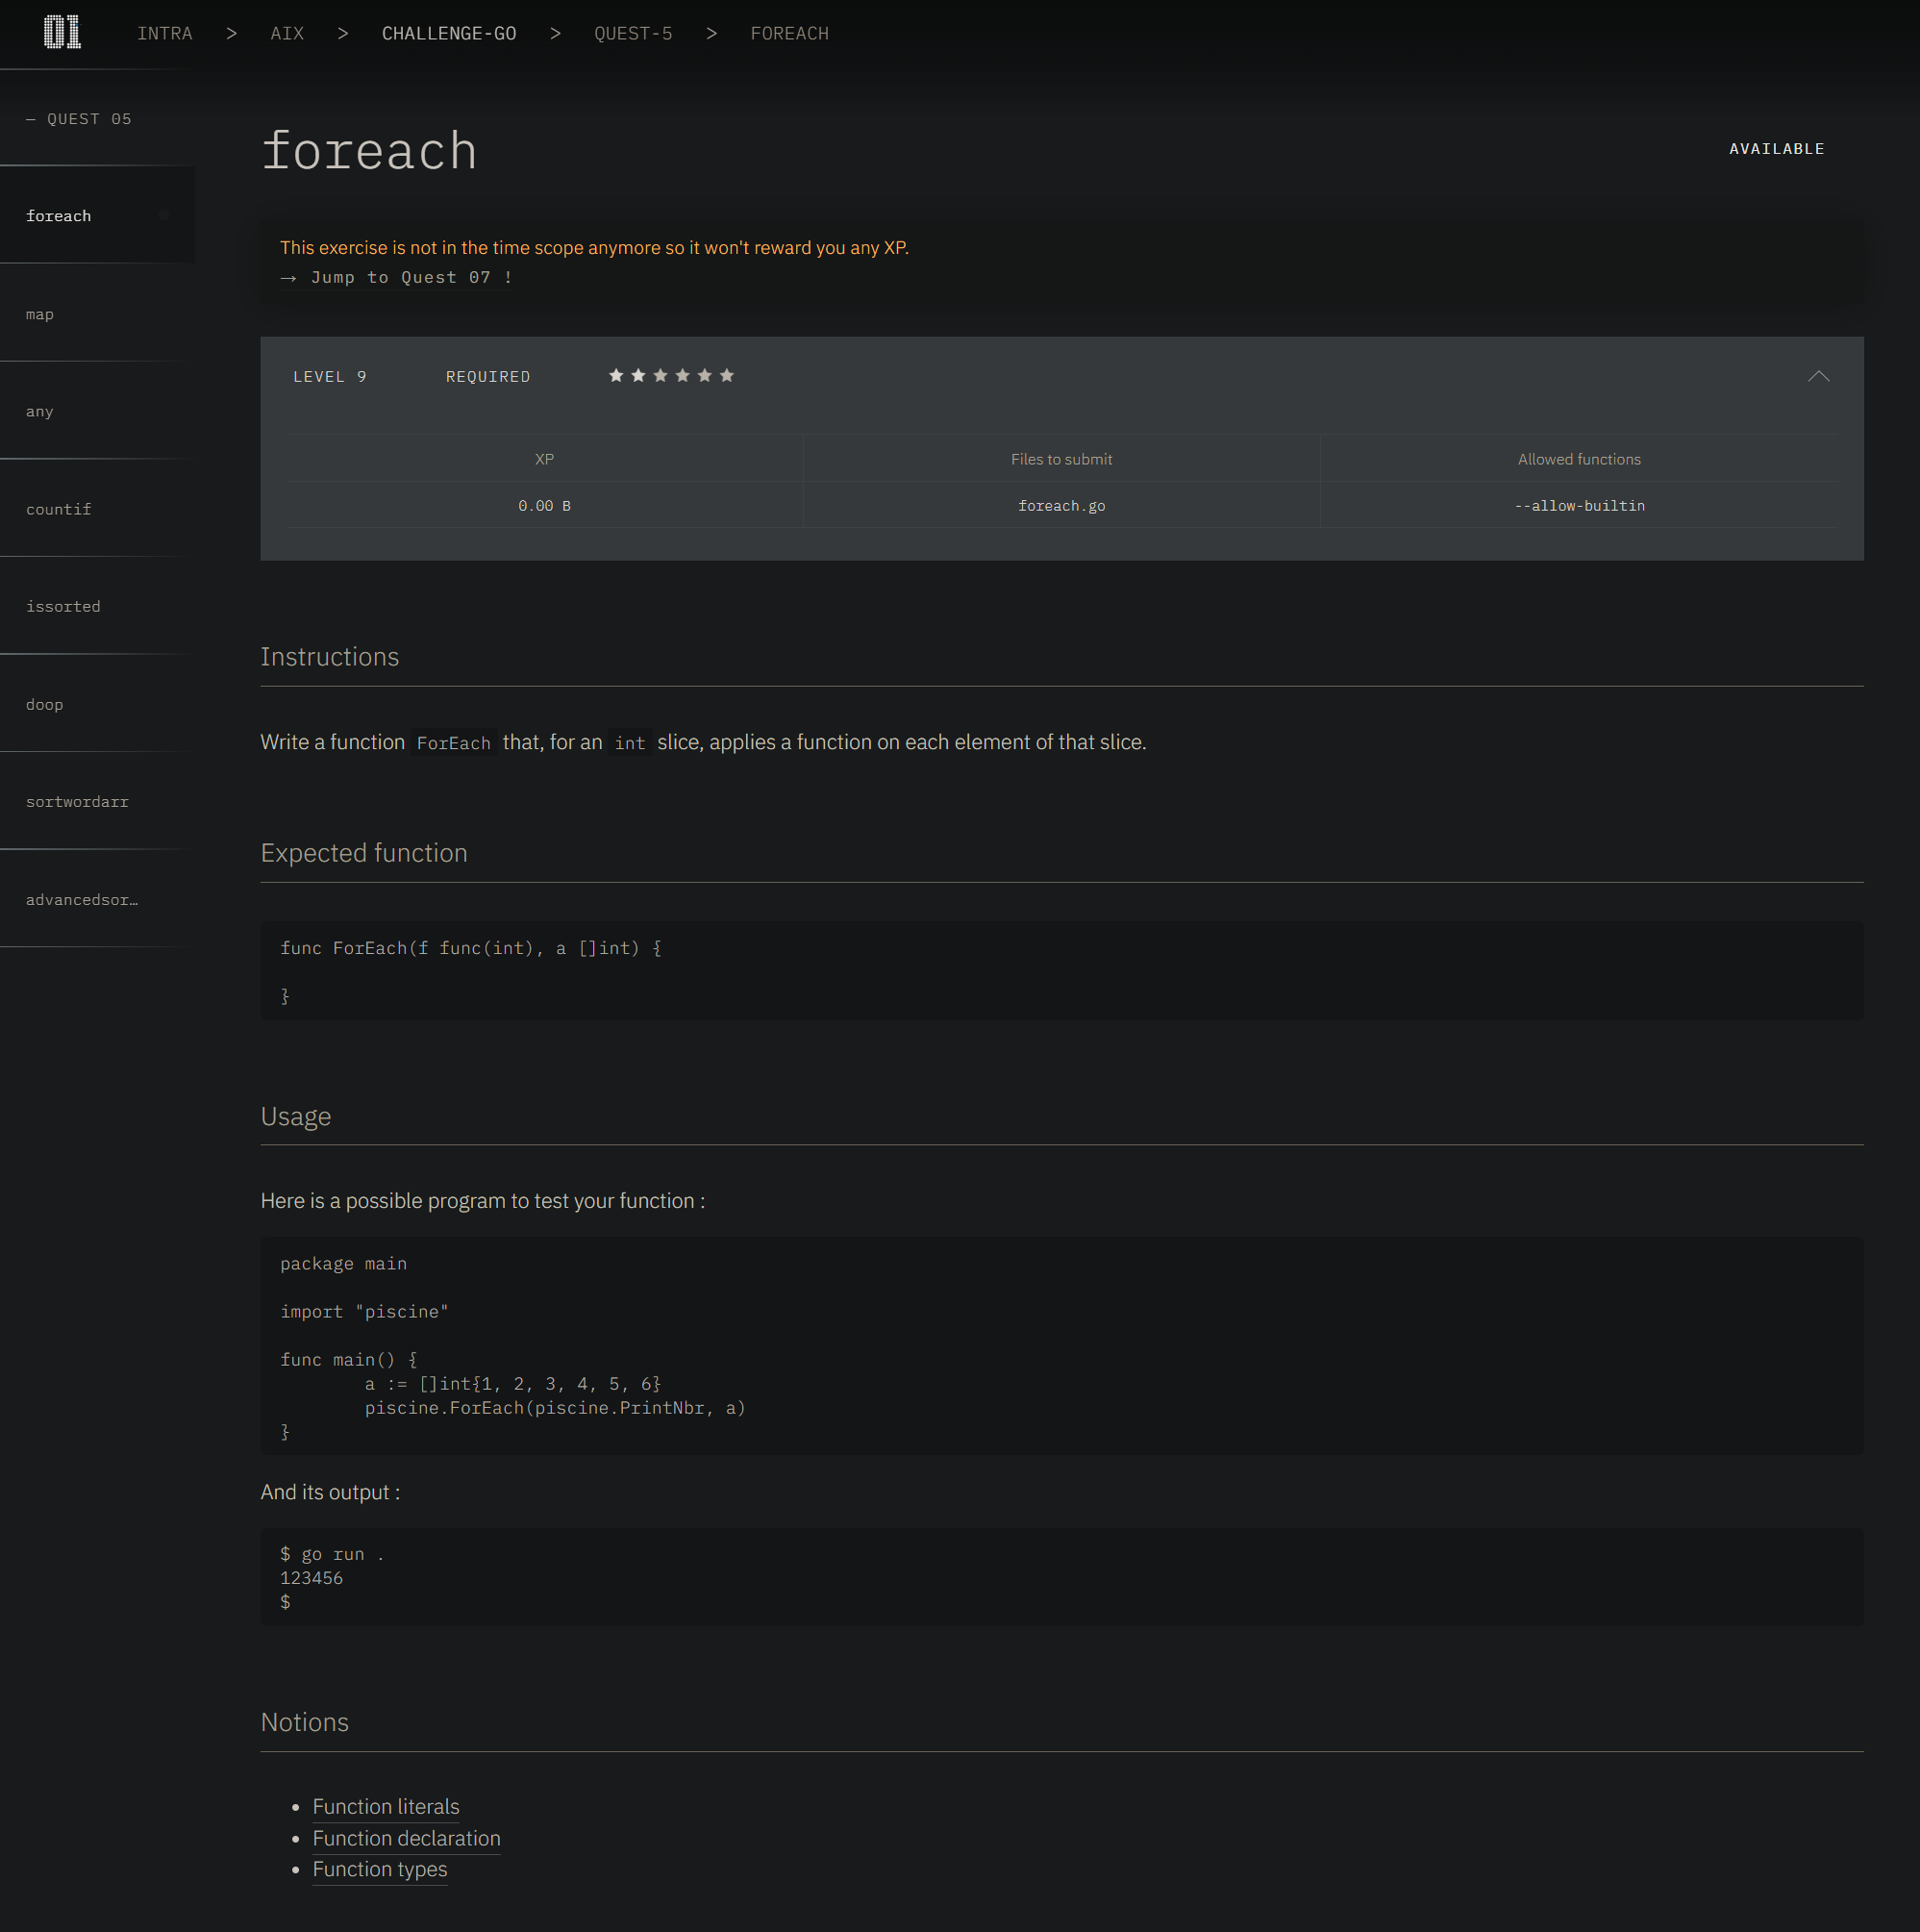 01 INTRA > AIX > CHALLENGE-GO > QUEST-5 > FOREACH
— QUEST 05
foreach
map
any
countif
issorted
doop
sortwordarr
advancedsor…
foreach
AVAILABLE
This exercise is not in the time scope anymore so it won't reward you any XP.
→ Jump to Quest 07 !
LEVEL 9 REQUIRED
XP Files to submit Allowed functions
0.00 B foreach.go --allow-builtin
Instructions
Write a function ForEach that, for an int slice, applies a function on each element of that slice.
Expected function
func ForEach(f func(int), a []int) {
}
Usage
Here is a possible program to test your function :
package main
import "piscine"
func main() {
a := []int{1, 2, 3, 4, 5, 6}
piscine.ForEach(piscine.PrintNbr, a)
}
And its output :
$ go run .
123456
$
Notions
• Function literals
• Function declaration
• Function types